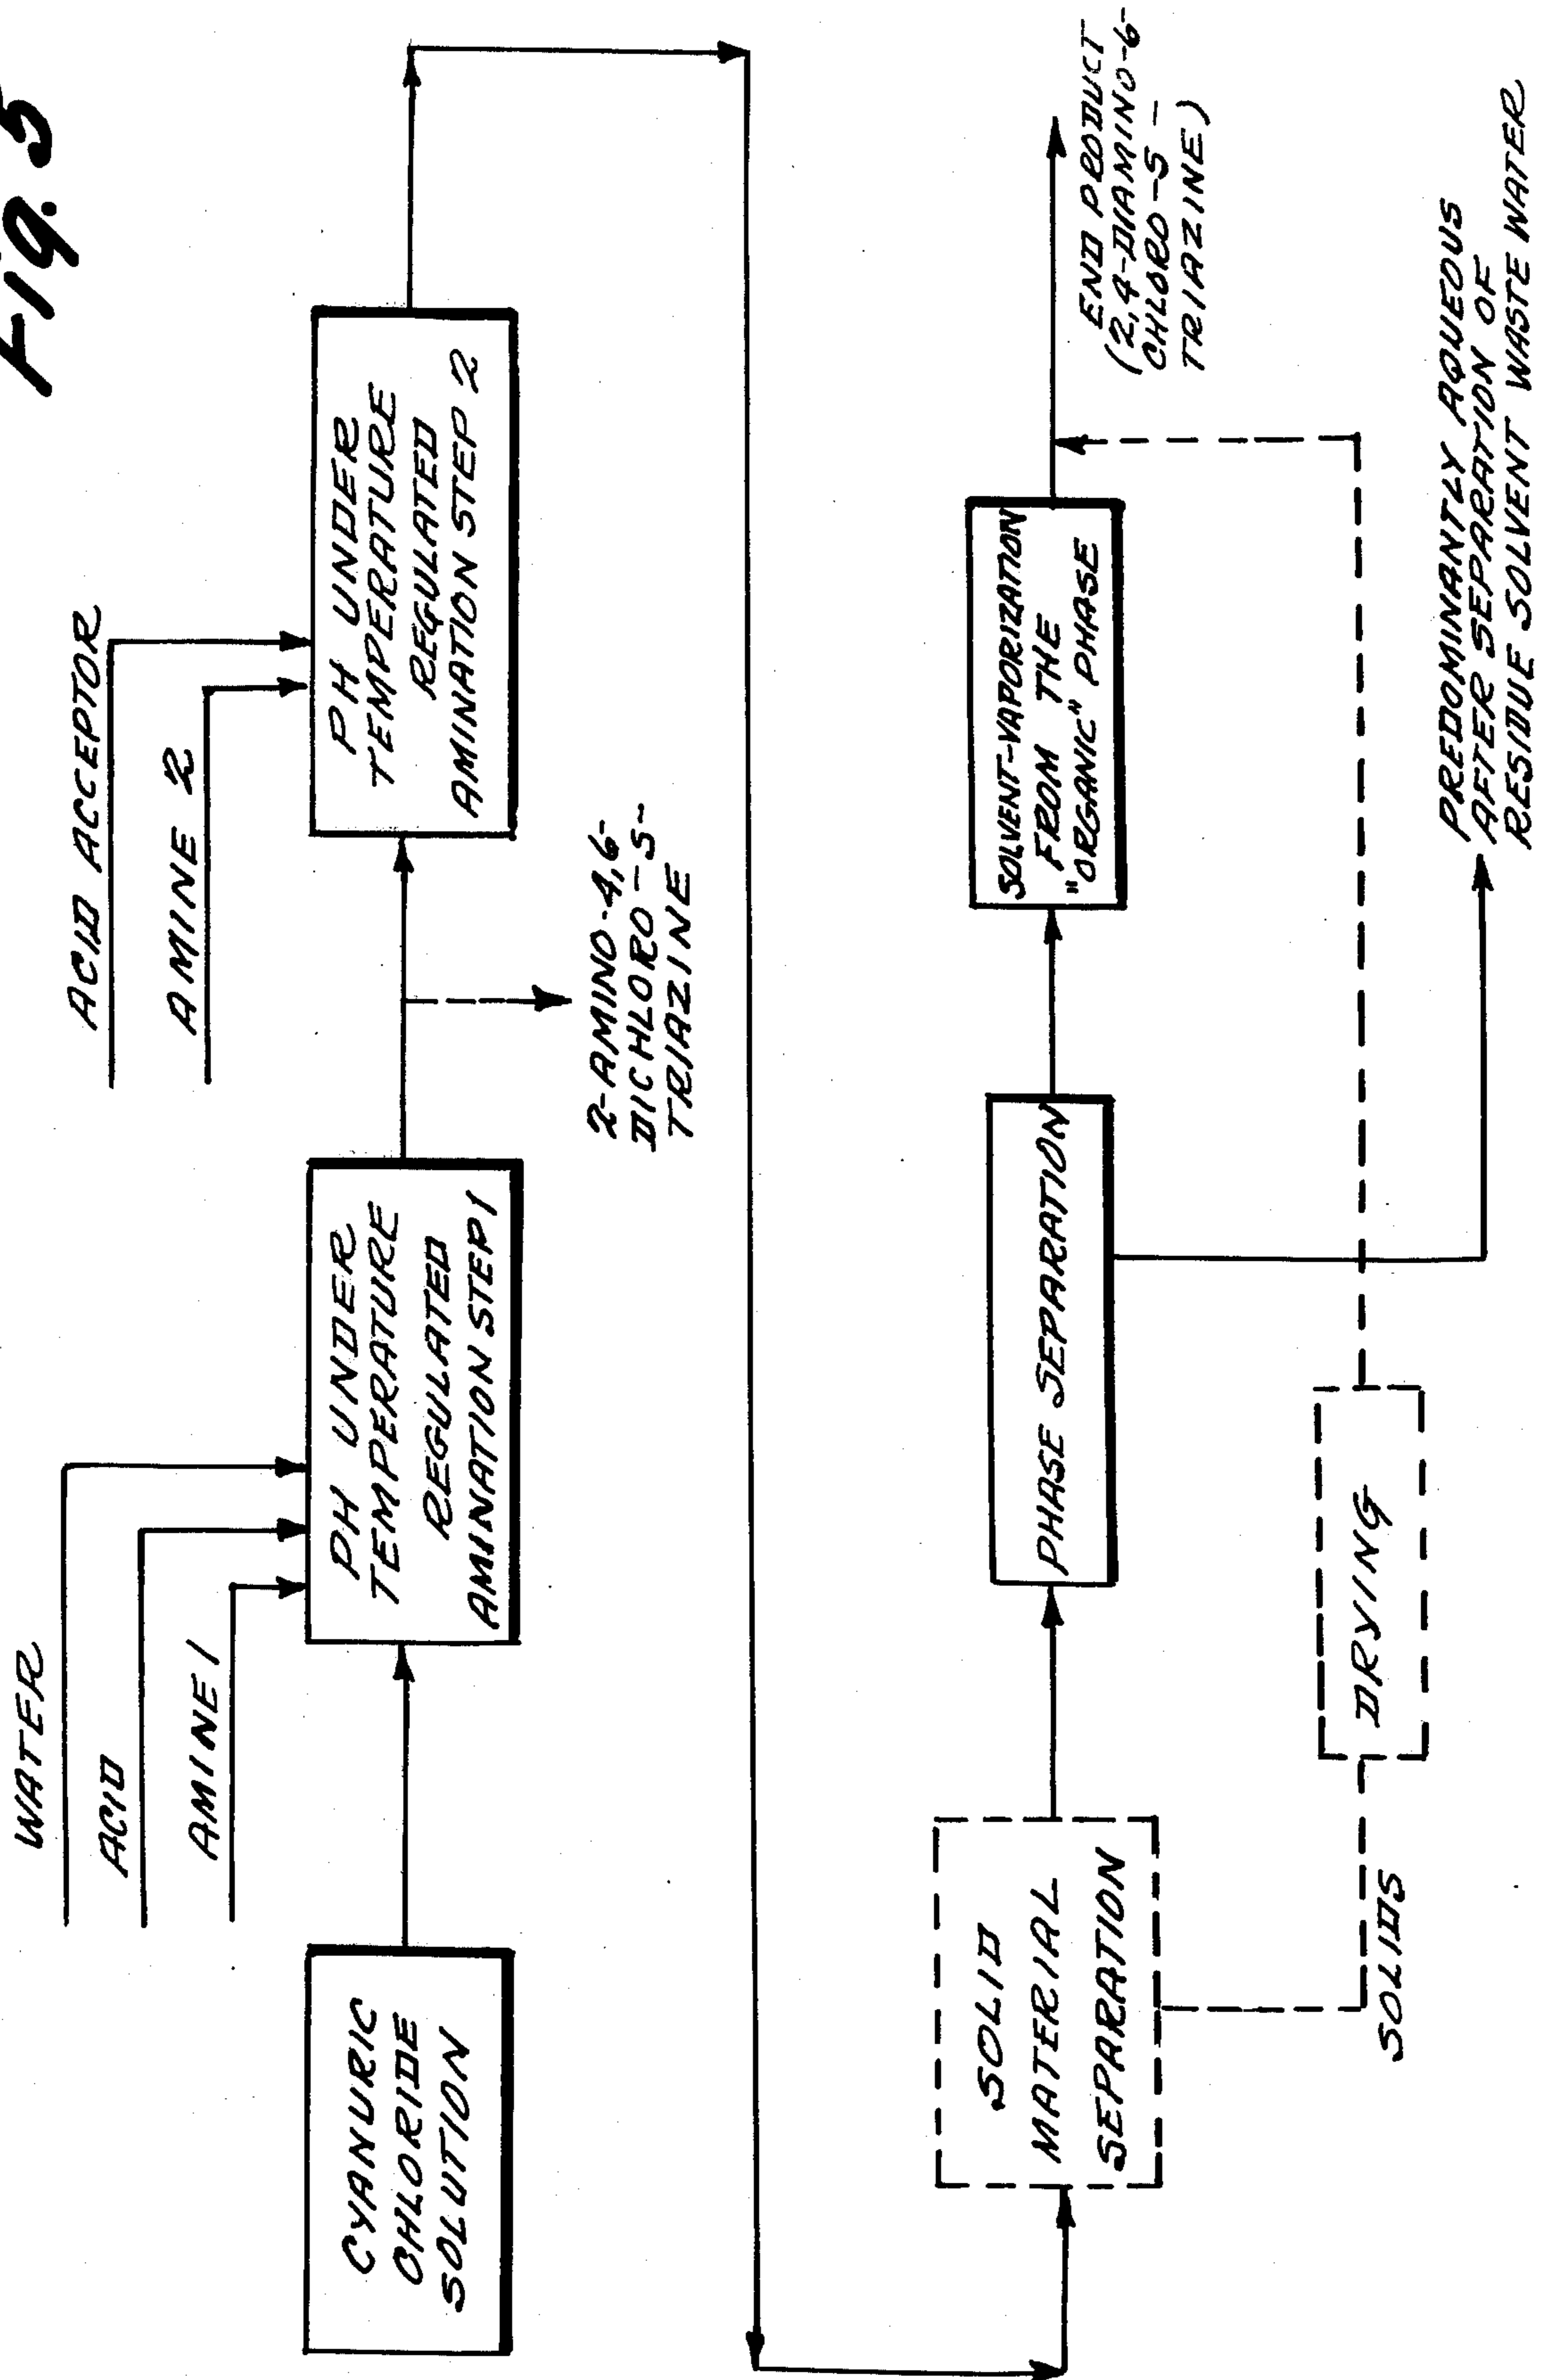 Fig. 5
WATER
ACID
AMINE 1
ACID ACCEPTOR
AMINE 2
CYANURIC
CHLORIDE
SOLUTION
PH UNDER
TEMPERATURE
REGULATED
AMINATION STEP 1
PH UNDER
TEMPERATURE
REGULATED
AMINATION STEP 2
2-AMINO-4,6-
DICHLORO-S-
TRIAZINE
SOLID
MATERIAL
SEPARATION
PHASE SEPARATION
SOLVENT-VAPORIZATION
FROM THE
"ORGANIC" PHASE
END PRODUCT
(2,4-DIAMINO-6-
CHLORO-S-
TRIAZINE)
SOLIDS
DRYING
PREDOMINANTLY AQUEOUS
AFTER SEPARATION OF
RESIDUE SOLVENT WASTE WATER